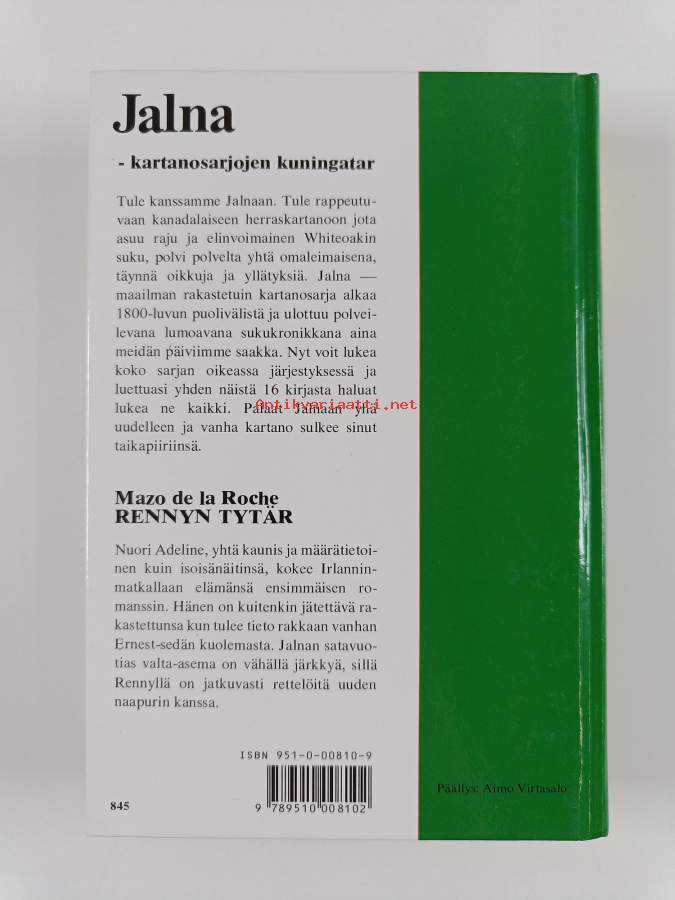 Jalna
- kartanosarjojen kuningatar
Tule kanssamme Jalnaan. Tule rappeutu-
vaan kanadalaiseen herraskartanoon jota
asuu raju ja elinvoimainen Whiteoakin
suku, polvi polvelta yhtä omaleimaisena,
täynnä oikkuja ja yllätyksiä. Jalna —
maailman rakastetuin kartanosarja alkaa
1800-luvun puolivälistä ja ulottuu polvei-
levana lumoavana sukukronikkana aina
meidän päiviimme saakka. Nyt voit lukea
koko sarjan oikeassa järjestyksessä ja
luettuasi yhden näistä 16 kirjasta haluat
lukea ne kaikki. Palaat Jalnaan yhä
Antikvariaatti.net
uudelleen ja vanha kartano sulkee sinut
taikapiiriinsä.
Mazo de la Roche
RENNYN TYTÄR
Nuori Adeline, yhtä kaunis ja määrätietoi-
nen kuin isoisänäitinsä, kokee Irlannin-
matkallaan elämänsä ensimmäisen ro-
manssin. Hänen on kuitenkin jätettävä ra-
kastettunsa kun tulee tieto rakkaan vanhan
Ernest-sedän kuolemasta. Jalnan satavuo-
tias valta-asema on vähällä järkkyä, sillä
Rennyllä on jatkuvasti rettelöitä uuden
naapurin kanssa.
ISBN 951-0-00810-9
9 789510 008102
845
Päällys: Aimo Virtasalo